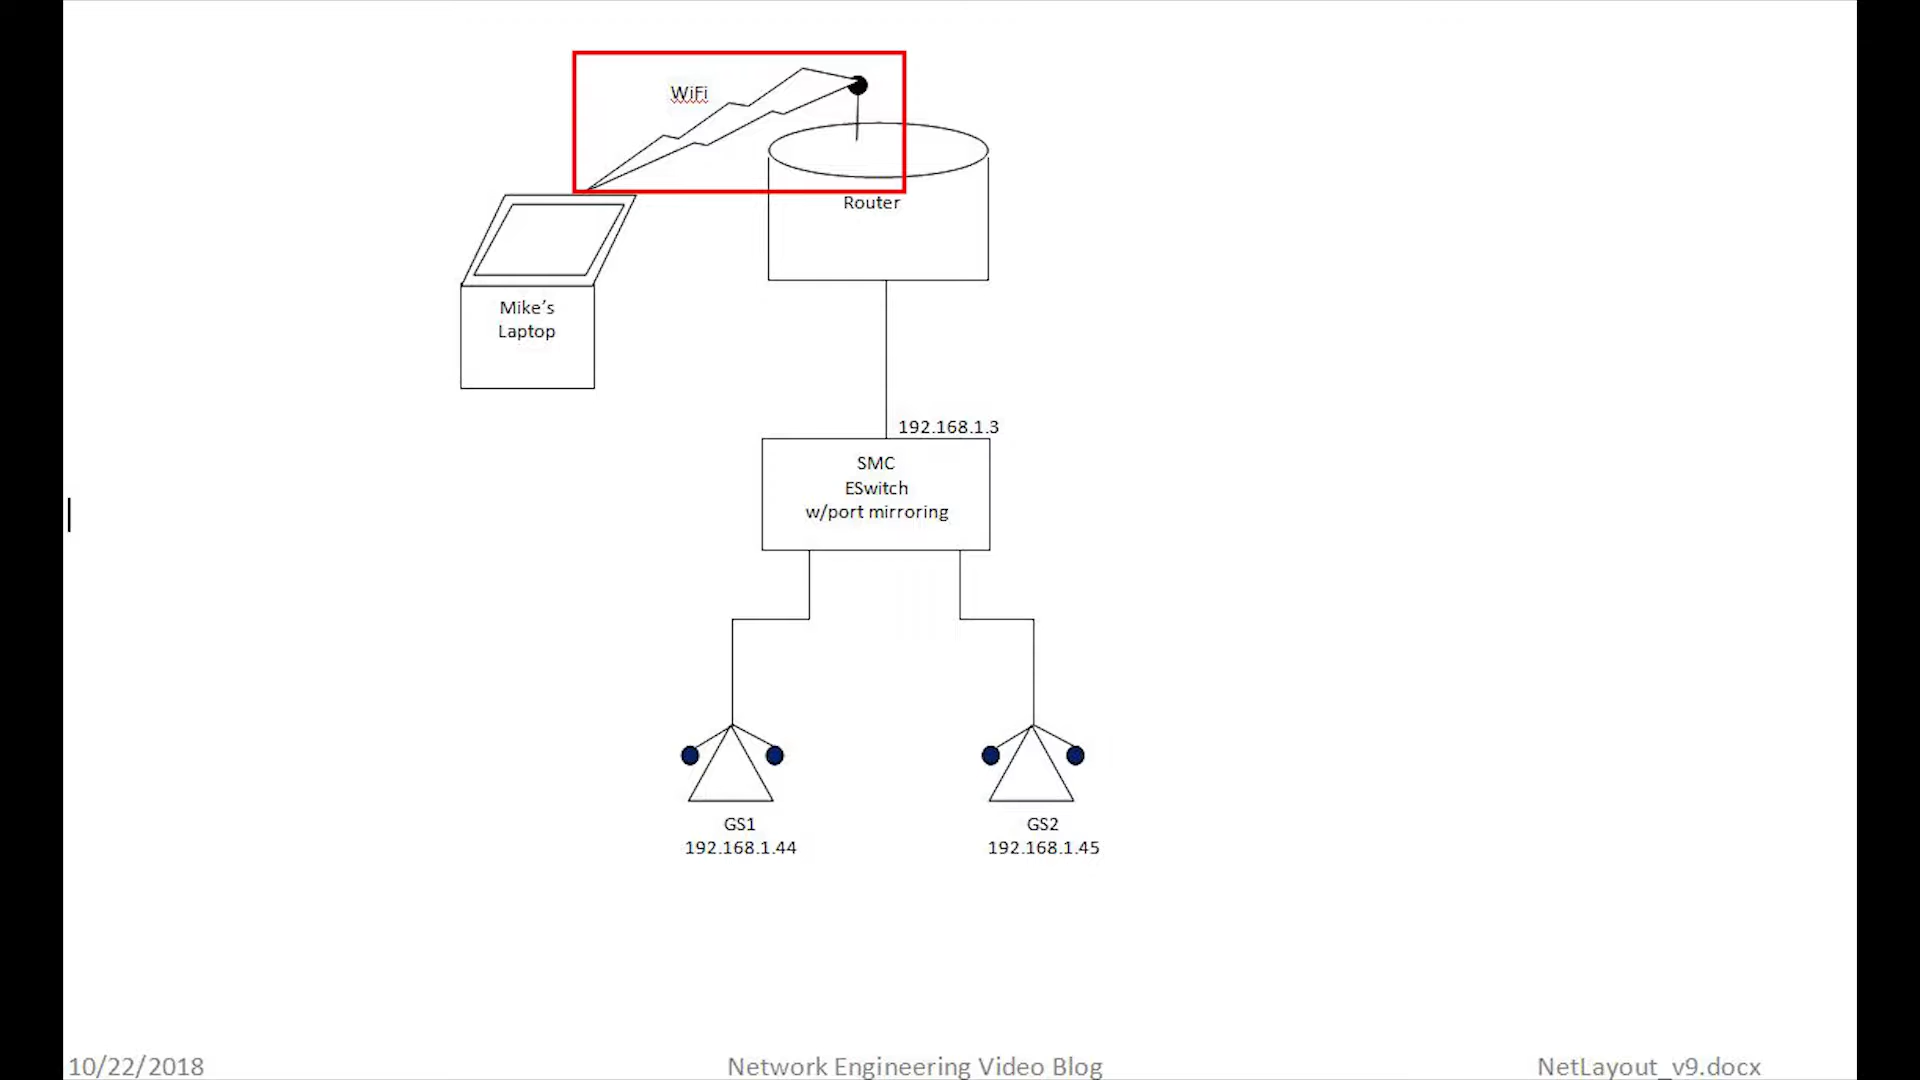 WiFi
Router
Mike’s
Laptop
192.168.1.3
SMC
ESwitch
w/port mirroring
GS1
192.168.1.44
GS2
192.168.1.45
10/22/2018
Network Engineering Video Blog
NetLayout_v9.docx